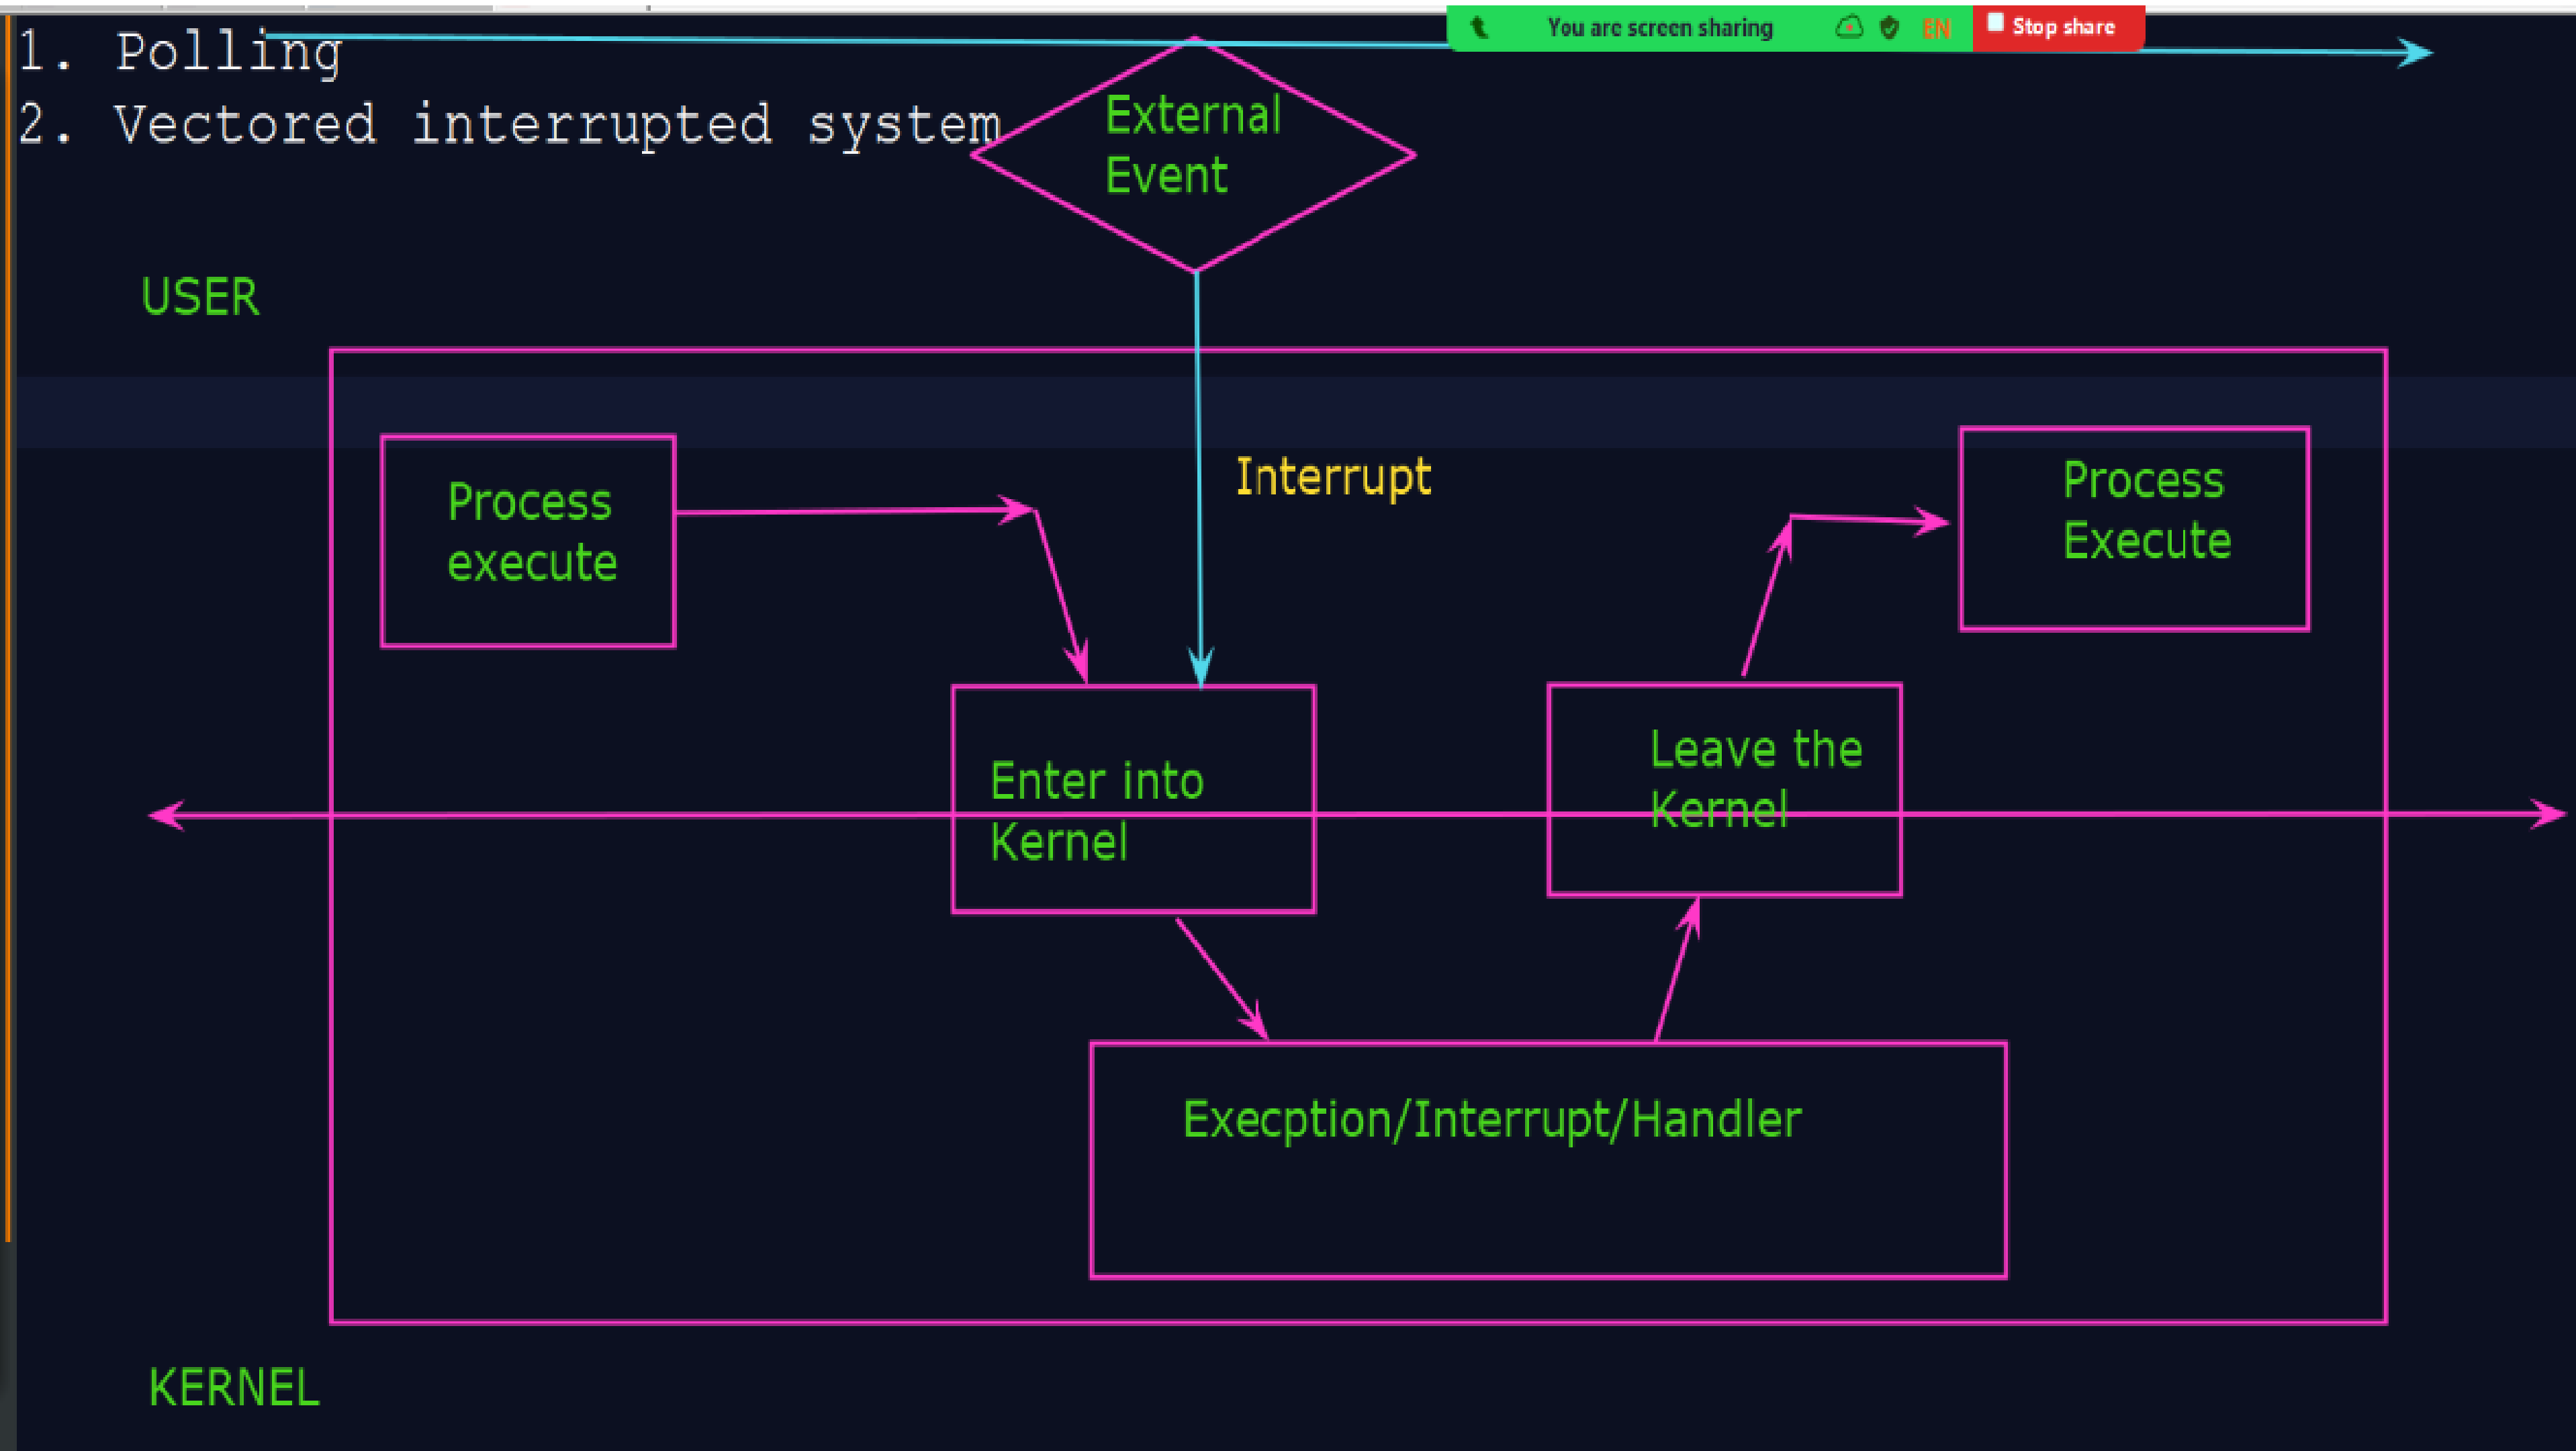 1. Polling
You are screen sharing EN Stop share
2. Vectored interrupted system
External
Event
USER
Interrupt
Process
execute
Process
Execute
Enter into
Kernel
Leave the
Kernel
Execption/Interrupt/Handler
KERNEL